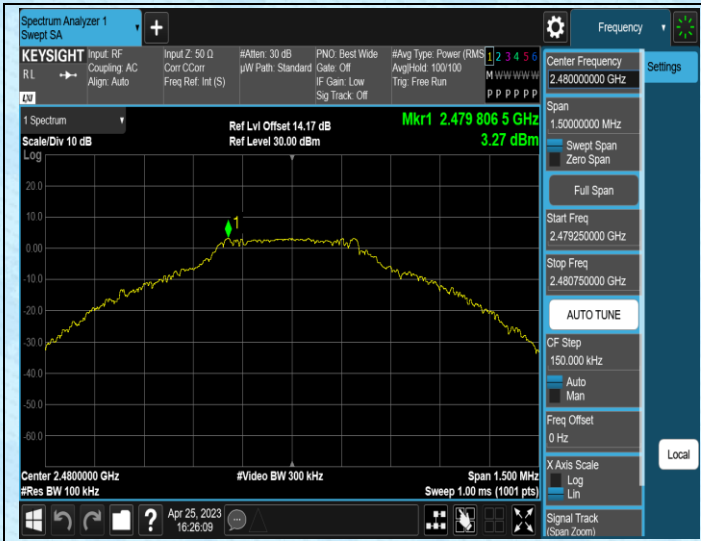 Spectrum Analyzer 1
Swept SA
+
Frequency
KEYSIGHT
RL
LXI
Input: RF
Coupling: AC
Align: Auto
Input Z: 50 Ω
Corr CCorr
Freq Ref: Int (S)
#Atten: 30 dB
µW Path: Standard
PNO: Best Wide
Gate: Off
IF Gain: Low
Sig Track: Off
#Avg Type: Power (RMS
Avg|Hold: 100/100
Trig: Free Run
1 2 3 4 5 6
M W W W W W
P P P P P P
1 Spectrum
Scale/Div 10 dB
Log
Ref Lvl Offset 14.17 dB
Ref Level 30.00 dBm
Mkr1 2.479 806 5 GHz
3.27 dBm
20.0
10.0
0.00
-10.0
-20.0
-30.0
-40.0
-50.0
-60.0
1
Center 2.4800000 GHz
#Res BW 100 kHz
#Video BW 300 kHz
Span 1.500 MHz
Sweep 1.00 ms (1001 pts)
?
Apr 25, 2023
16:26:09
Center Frequency
2.480000000 GHz
Settings
Span
1.50000000 MHz
Swept Span
Zero Span
Full Span
Start Freq
2.479250000 GHz
Stop Freq
2.480750000 GHz
AUTO TUNE
CF Step
150.000 kHz
Auto
Man
Freq Offset
0 Hz
X Axis Scale
Log
Lin
Local
Signal Track
(Span Zoom)